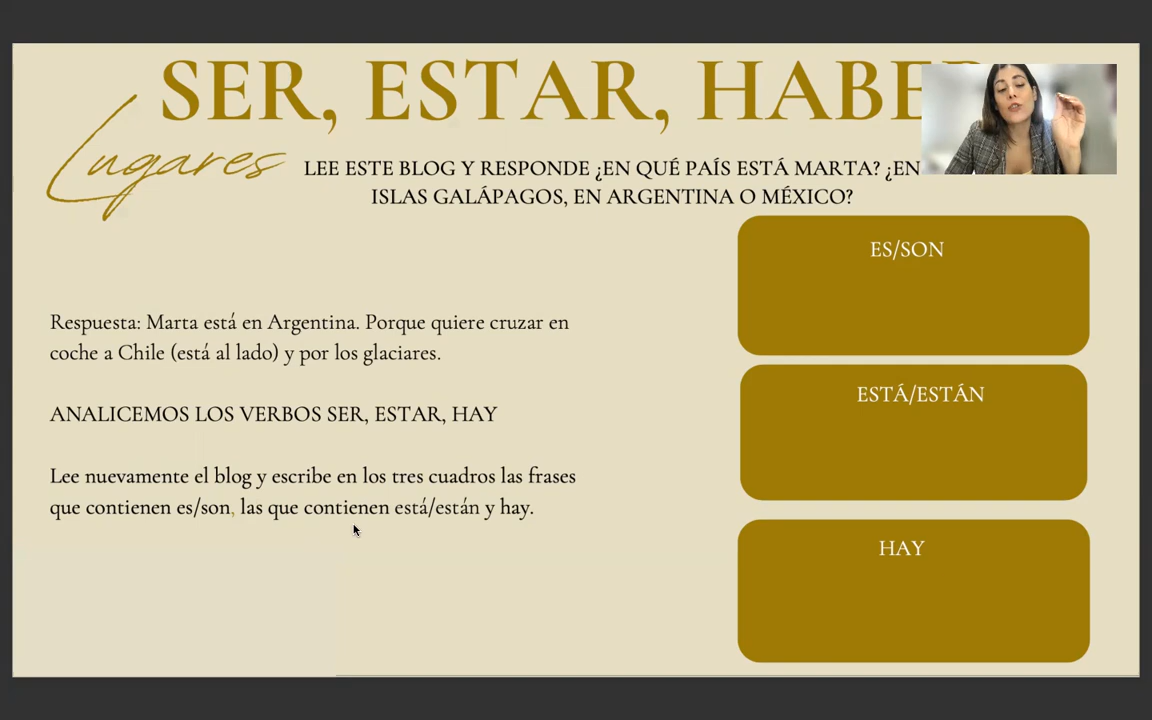 SER, ESTAR, HABE
Lugares
LEE ESTE BLOG Y RESPONDE ¿EN QUÉ PAÍS ESTÁ MARTA? ¿EN
ISLAS GALÁPAGOS, EN ARGENTINA O MÉXICO?
ES/SON
Respuesta: Marta está en Argentina. Porque quiere cruzar en
coche a Chile (está al lado) y por los glaciares.
ESTÁ/ESTÁN
ANALICEMOS LOS VERBOS SER, ESTAR, HAY
Lee nuevamente el blog y escribe en los tres cuadros las frases
que contienen es/son, las que contienen está/están y hay.
HAY